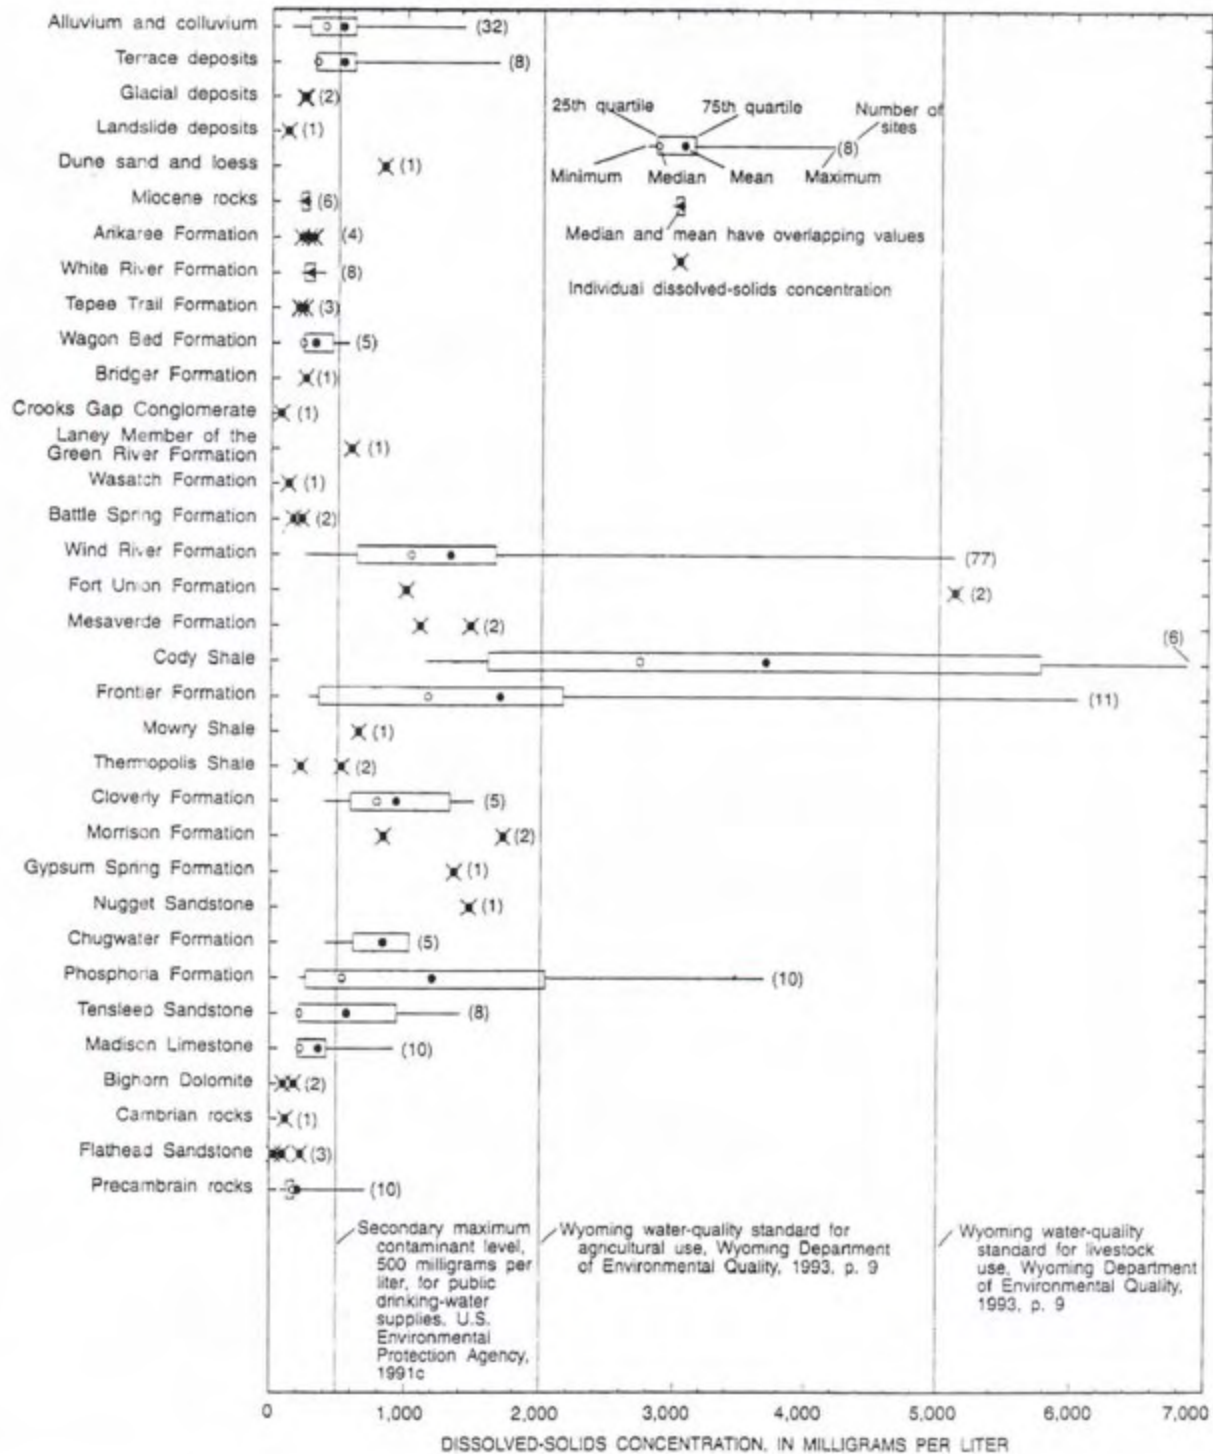 Alluvium and colluvium
(32)
Terrace deposits
(8)
Glacial deposits
(2)
Landslide deposits
(1)
Dune sand and loess
(1)
Miocene rocks
(6)
Arikaree Formation
(4)
White River Formation
(8)
Tepee Trail Formation
(3)
Wagon Bed Formation
(5)
Bridger Formation
(1)
Crooks Gap Conglomerate
(1)
Laney Member of the
Green River Formation
(1)
Wasatch Formation
(1)
Battle Spring Formation
(2)
Wind River Formation
(77)
Fort Union Formation
(2)
Mesaverde Formation
(2)
Cody Shale
(6)
Frontier Formation
(11)
Mowry Shale
(1)
Thermopolis Shale
(2)
Cloverly Formation
(5)
Morrison Formation
(2)
Gypsum Spring Formation
(1)
Nugget Sandstone
(1)
Chugwater Formation
(5)
Phosphoria Formation
(10)
Tensleep Sandstone
(8)
Madison Limestone
(10)
Bighorn Dolomite
(2)
Cambrian rocks
(1)
Flathead Sandstone
(3)
Precambrain rocks
(10)
25th quartile
75th quartile
Number of
sites
(8)
Minimum
Median
Mean
Maximum
Median and mean have overlapping values
Individual dissolved-solids concentration
Secondary maximum
contaminant level,
500 milligrams per
liter, for public
drinking-water
supplies, U.S.
Environmental
Protection Agency,
1991c
Wyoming water-quality standard for
agricultural use, Wyoming Department
of Environmental Quality, 1993, p. 9
Wyoming water-quality
standard for livestock
use, Wyoming Department
of Environmental Quality,
1993, p. 9
0 1,000 2,000 3,000 4,000 5,000 6,000 7,000
DISSOLVED-SOLIDS CONCENTRATION, IN MILLIGRAMS PER LITER